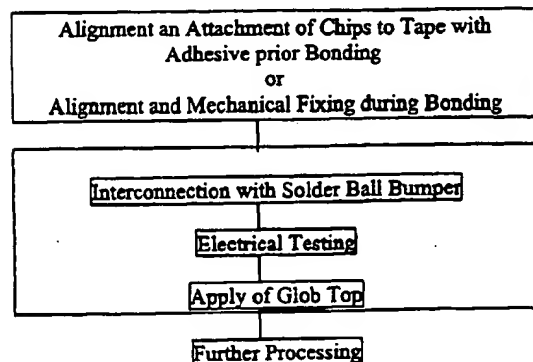 Alignment an Attachment of Chips to Tape with
Adhesive prior Bonding
or
Alignment and Mechanical Fixing during Bonding
Interconnection with Solder Ball Bumper
Electrical Testing
Apply of Glob Top
Further Processing